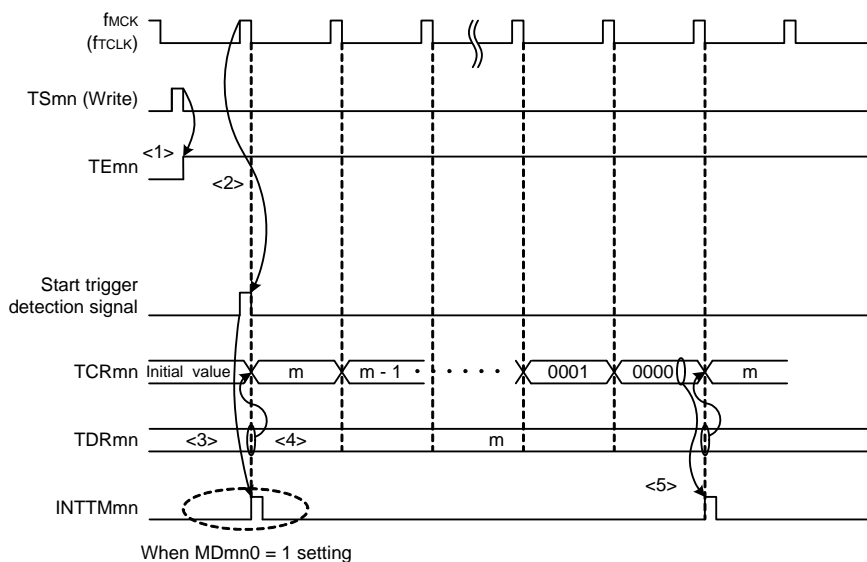 fMCK
(fTCLK)
TSmn (Write)
<1>
TEmn
<2>
Start trigger
detection signal
TCRmn
Initial value
m
m - 1
· · · · · ·
0001
0000
m
TDRmn
<3>
<4>
m
<5>
INTTMmn
When MDmn0 = 1 setting